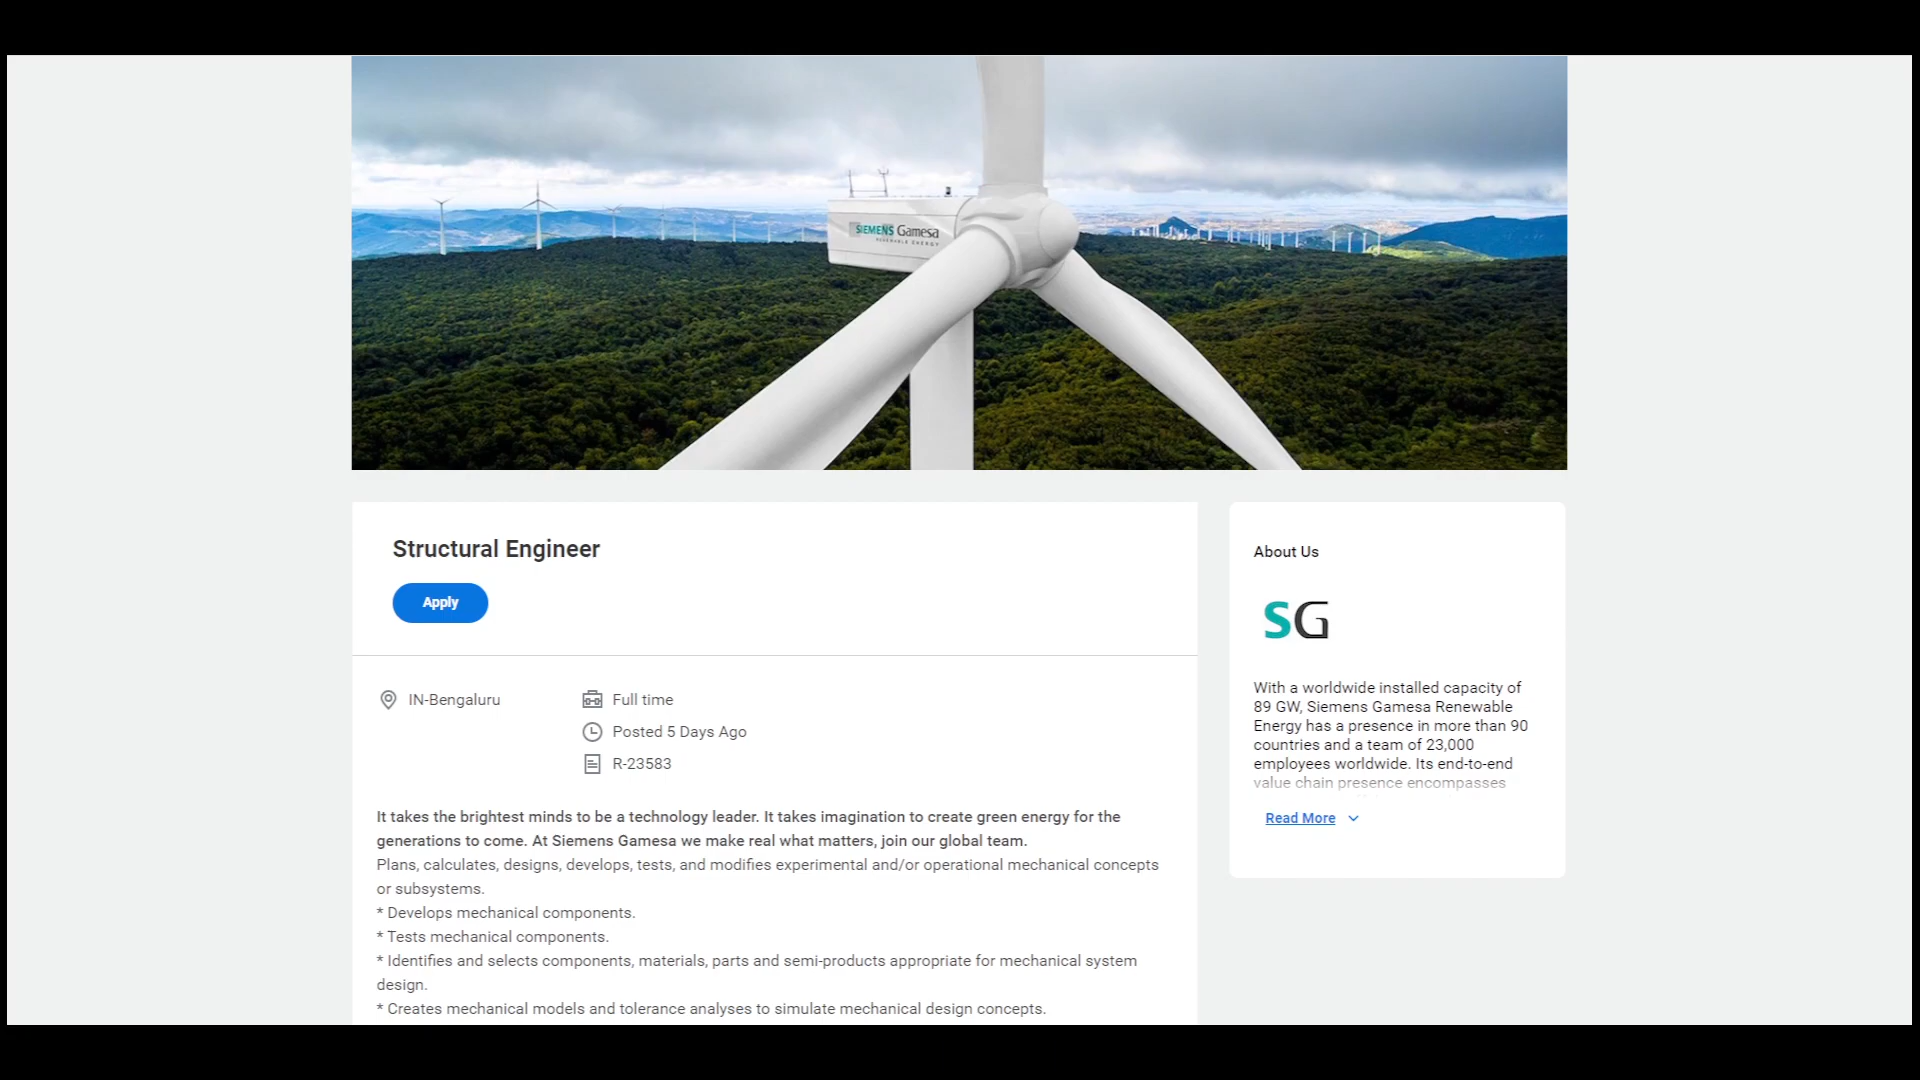 SIEMENS Gamesa
RENEWABLE ENERGY
Structural Engineer
Apply
IN-Bengaluru
Full time
Posted 5 Days Ago
R-23583
It takes the brightest minds to be a technology leader. It takes imagination to create green energy for the
generations to come. At Siemens Gamesa we make real what matters, join our global team.
Plans, calculates, designs, develops, tests, and modifies experimental and/or operational mechanical concepts
or subsystems.
* Develops mechanical components.
* Tests mechanical components.
* Identifies and selects components, materials, parts and semi-products appropriate for mechanical system
design.
* Creates mechanical models and tolerance analyses to simulate mechanical design concepts.
About Us
SG
With a worldwide installed capacity of
89 GW, Siemens Gamesa Renewable
Energy has a presence in more than 90
countries and a team of 23,000
employees worldwide. Its end-to-end
value chain presence encompasses
Read More